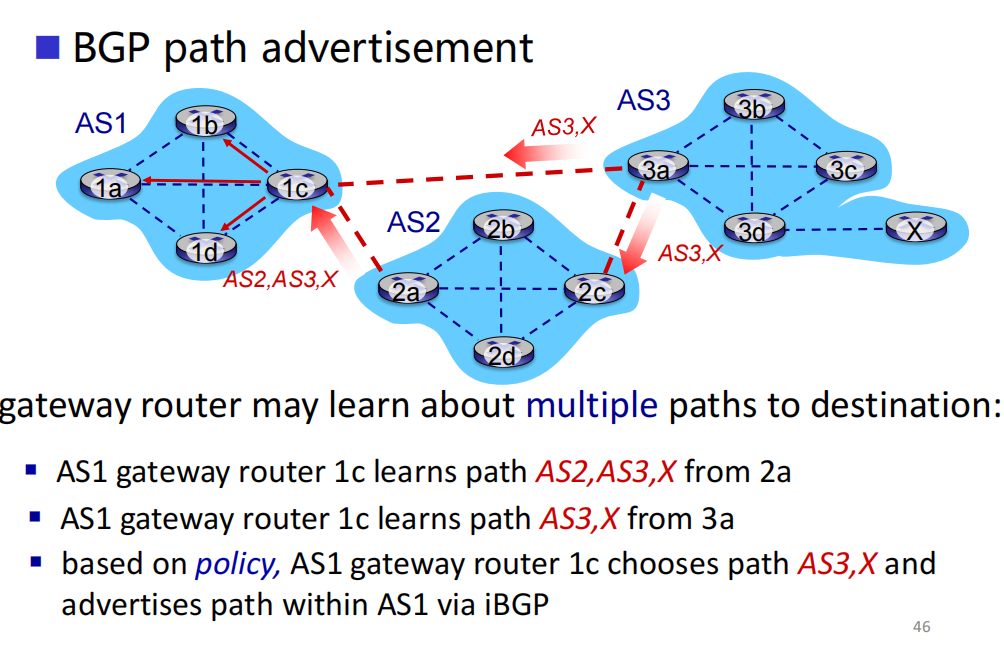 BGP path advertisement
AS1
1b
1a
1c
1d
AS2,AS3,X
AS2
2b
2a
2c
2d
AS3,X
AS3
3b
3a
3c
3d
X
AS3,X
gateway router may learn about multiple paths to destination:
AS1 gateway router 1c learns path AS2,AS3,X from 2a
AS1 gateway router 1c learns path AS3,X from 3a
based on policy, AS1 gateway router 1c chooses path AS3,X and
advertises path within AS1 via iBGP
46